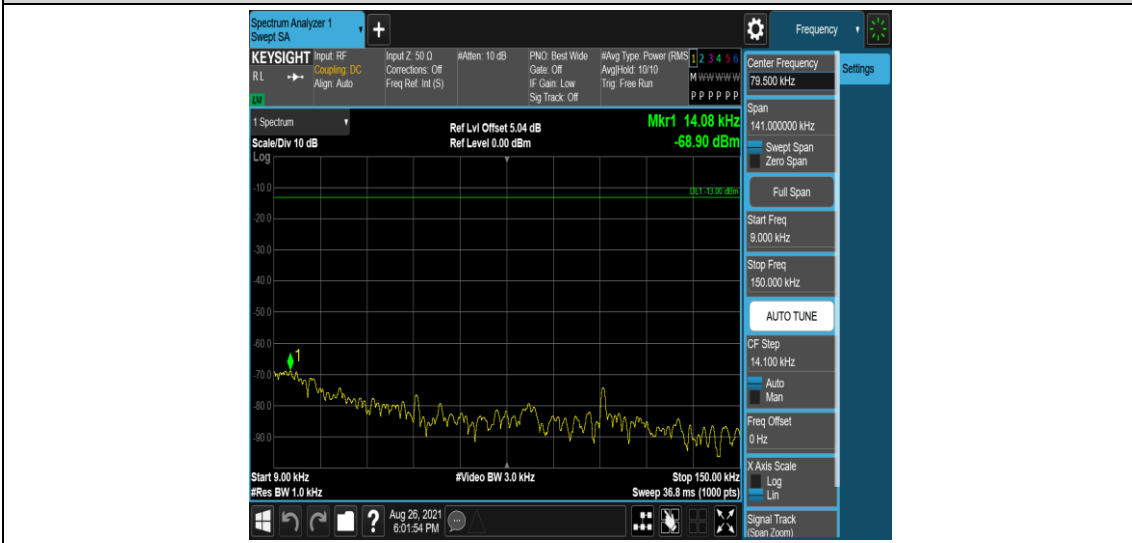 Spectrum Analyzer 1
Swept SA
+
Frequency
KEYSIGHT
Input: RF
Input Z: 50 Ω
#Atten: 10 dB
PNO: Best Wide
#Avg Type: Power (RMS
1 2 3 4 5 6
R L
Coupling: DC
Corrections: Off
Gate: Off
Avg|Hold: 10/10
M W W W W W
Align: Auto
Freq Ref: Int (S)
IF Gain: Low
Trig: Free Run
Sig Track: Off
P P P P P P
Center Frequency
79.500 kHz
Settings
Span
141.000000 kHz
Swept Span
Zero Span
Full Span
Start Freq
9.000 kHz
Stop Freq
150.000 kHz
AUTO TUNE
CF Step
14.100 kHz
Auto
Man
Freq Offset
0 Hz
X Axis Scale
Log
Lin
Signal Track
(Span Zoom)
1 Spectrum
Ref Lvl Offset 5.04 dB
Mkr1 14.08 kHz
Scale/Div 10 dB
Ref Level 0.00 dBm
-68.90 dBm
Log
-10.0
DL1 -13.00 dBm
-20.0
-30.0
-40.0
-50.0
-60.0
1
-70.0
-80.0
-90.0
Start 9.00 kHz
#Video BW 3.0 kHz
Stop 150.00 kHz
#Res BW 1.0 kHz
Sweep 36.8 ms (1000 pts)
?
Aug 26, 2021
6:01:54 PM